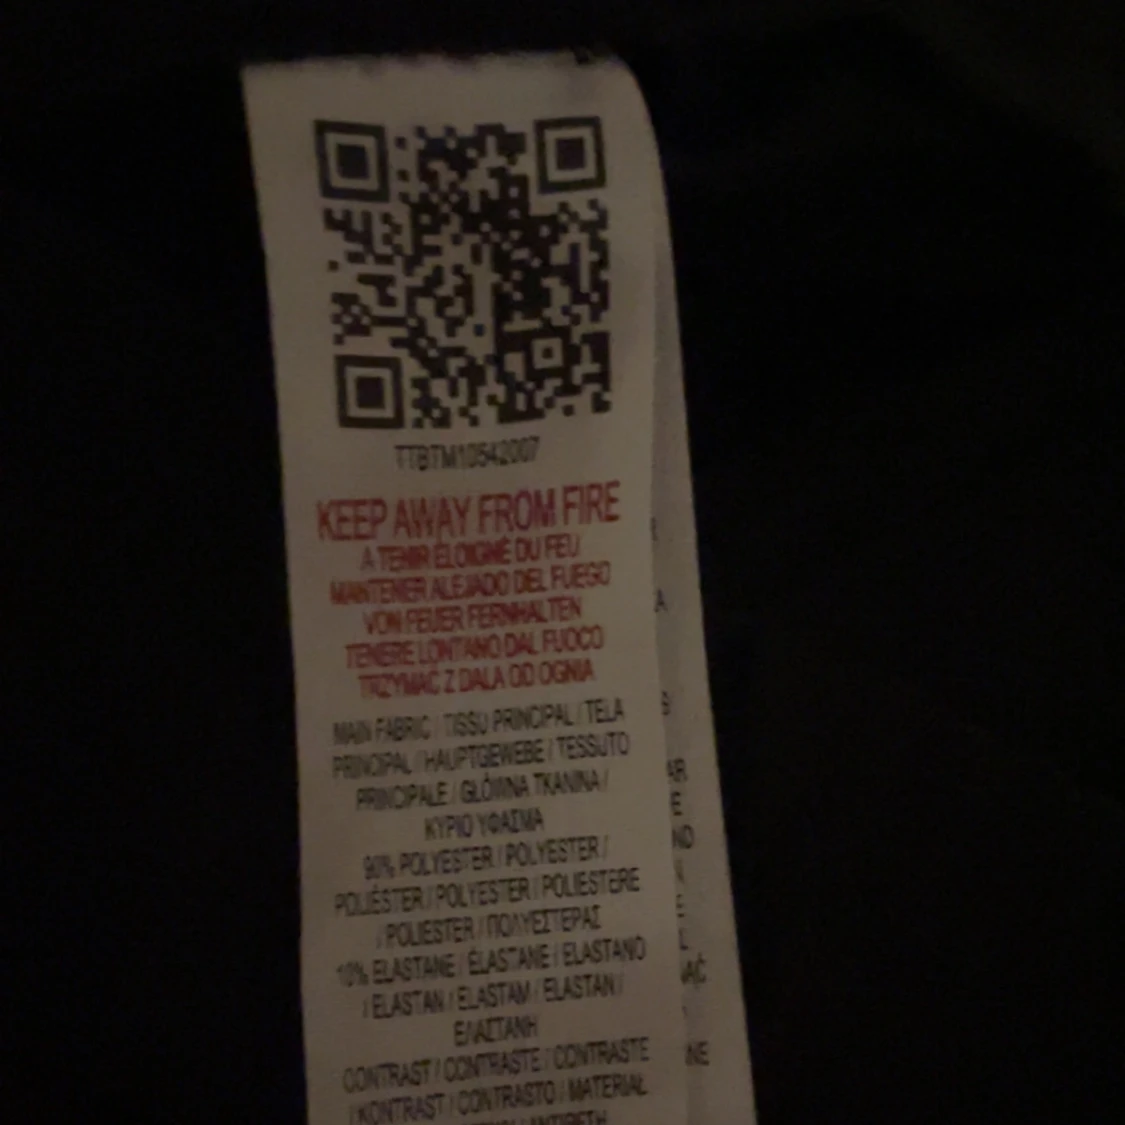 TTBTM10542007
KEEP AWAY FROM FIRE
A TENIR ÉLOIGNÉ DU FEU
MANTENER ALEJADO DEL FUEGO
VON FEUER FERNHALTEN
TENERE LONTANO DAL FUOCO
TRZYMAĆ Z DALA OD OGNIA
MAIN FABRIC / TISSU PRINCIPAL / TELA
PRINCIPAL / HAUPTGEWEBE / TESSUTO
PRINCIPALE / GŁÓWNA TKANINA /
ΚΥΡΙΟ ΥΦΑΣΜΑ
90% POLYESTER / POLYESTER /
POLIÉSTER / POLYESTER / POLIESTERE
/ POLIESTER / ΠΟΛΥΕΣΤΕΡΑΣ
10% ELASTANE / ÉLASTANE / ELASTANO
/ ELASTAN / ELASTAM / ELASTAN /
ΕΛΑΣΤΑΝΗ
CONTRAST / CONTRASTE / CONTRASTE
/ KONTRAST / CONTRASTO / MATERIAŁ